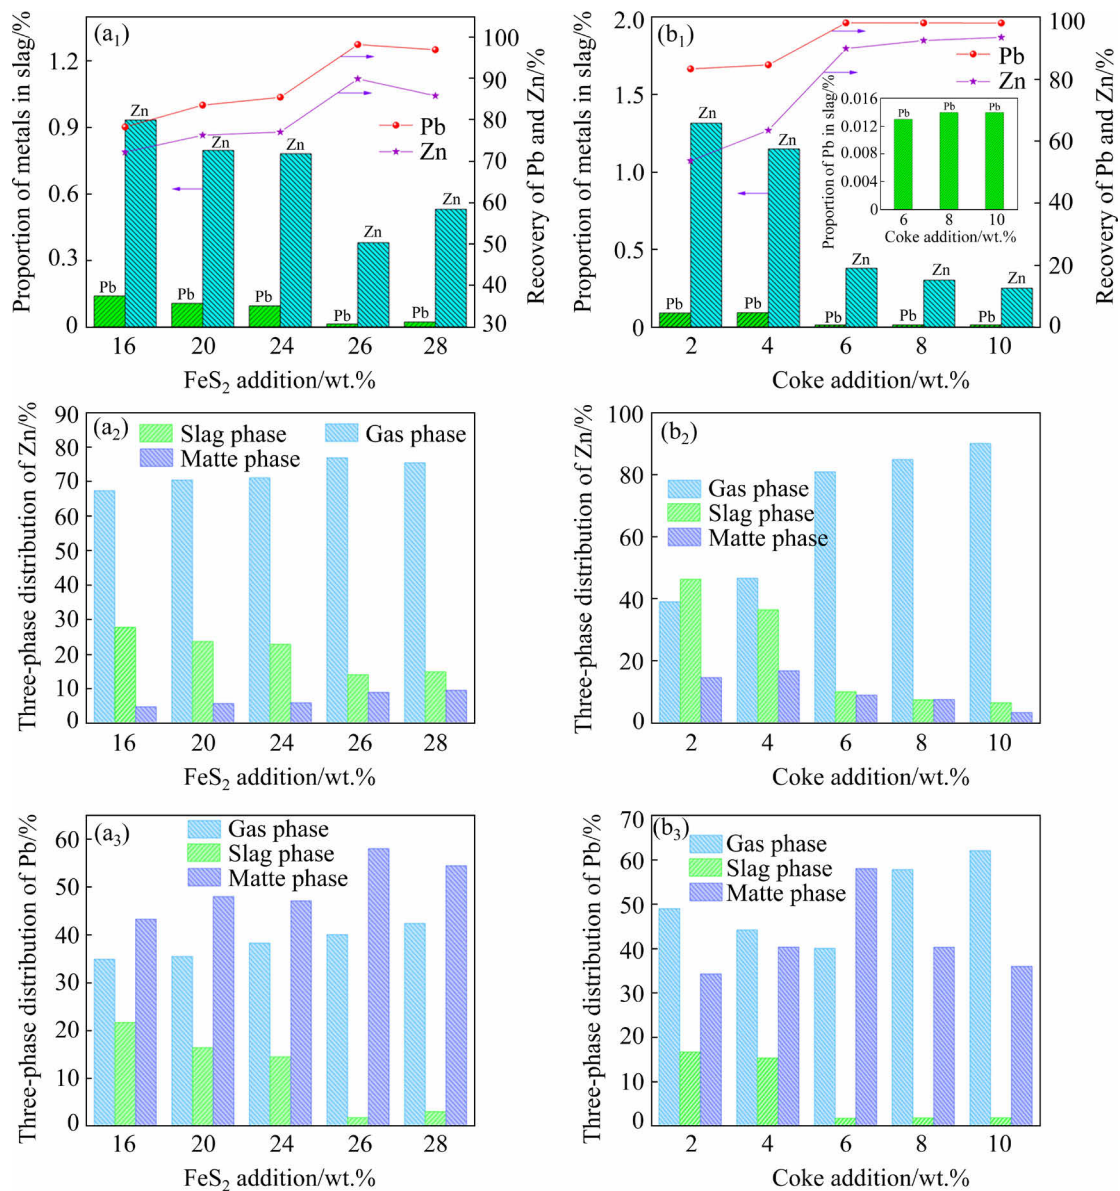 (a₁)
Proportion of metals in slag/%
1.2
0.9
0.6
0.3
0
Zn
Zn
Zn
Zn
Zn
Pb
Pb
Pb
Pb
Pb
Pb
Zn
100
90
80
70
60
50
40
30
Recovery of Pb and Zn/%
16 20 24 26 28
FeS₂ addition/wt.%
(b₁)
Proportion of metals in slag/%
2.0
1.5
1.0
0.5
0
Zn
Zn
Zn
Zn
Zn
Pb
Pb
Pb
Pb
Pb
Pb
Zn
Proportion of Pb in slag/%
0.016
0.012
0.008
0.004
0
Pb Pb Pb
6 8 10
Coke addition/wt.%
100
80
60
40
20
0
Recovery of Pb and Zn/%
2 4 6 8 10
Coke addition/wt.%
(a₂)
Three-phase distribution of Zn/%
90
80
70
60
50
40
30
20
10
0
Slag phase
Gas phase
Matte phase
16 20 24 26 28
FeS₂ addition/wt.%
(b₂)
Three-phase distribution of Zn/%
100
80
60
40
20
0
Gas phase
Slag phase
Matte phase
2 4 6 8 10
Coke addition/wt.%
(a₃)
Three-phase distribution of Pb/%
60
50
40
30
20
10
0
Gas phase
Slag phase
Matte phase
16 20 24 26 28
FeS₂ addition/wt.%
(b₃)
Three-phase distribution of Pb/%
70
60
50
40
30
20
10
0
Gas phase
Slag phase
Matte phase
2 4 6 8 10
Coke addition/wt.%